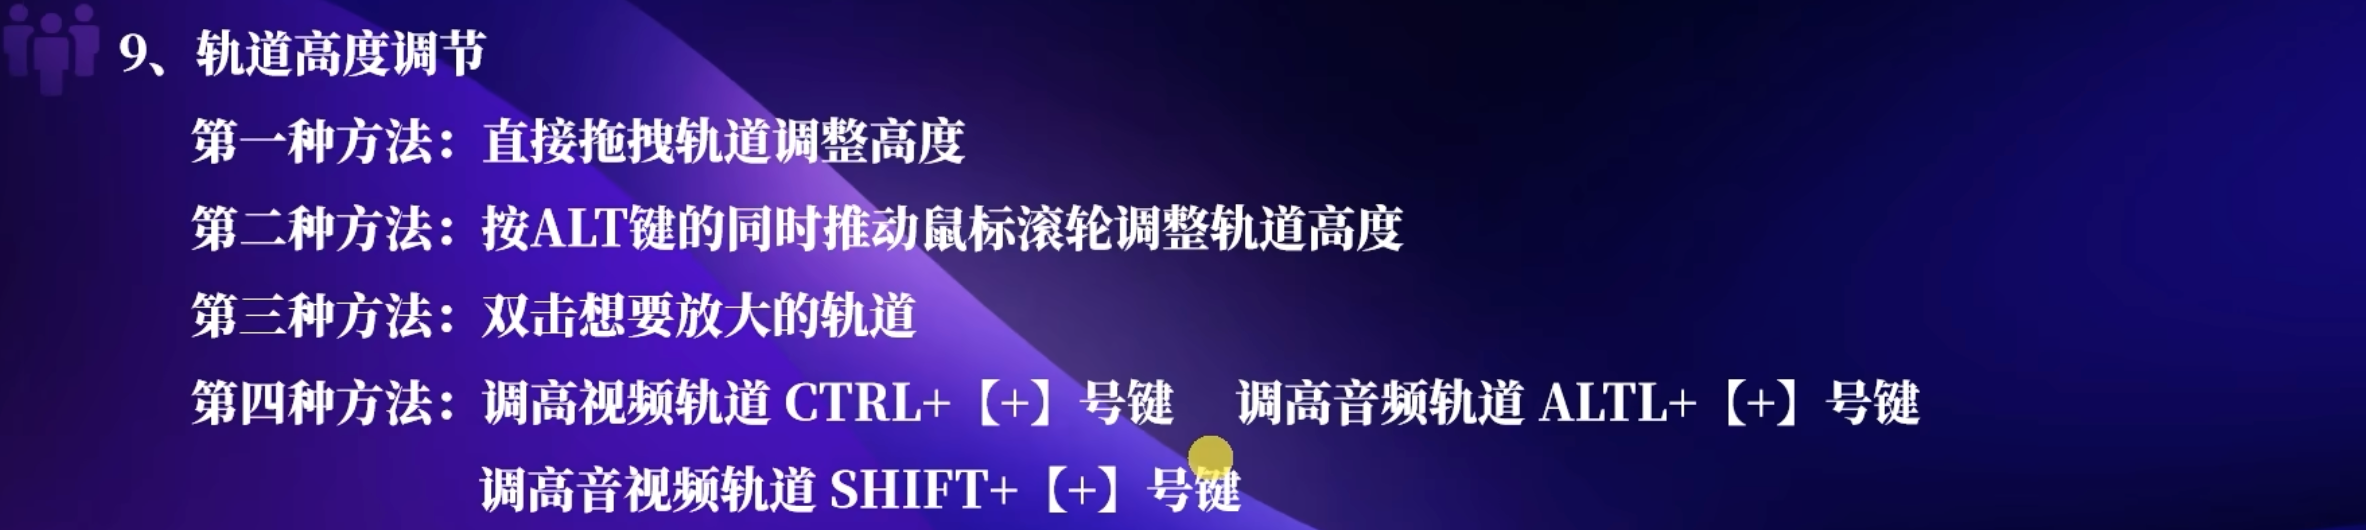 9、轨道高度调节
第一种方法：直接拖拽轨道调整高度
第二种方法：按ALT键的同时推动鼠标滚轮调整轨道高度
第三种方法：双击想要放大的轨道
第四种方法：调高视频轨道 CTRL+【+】号键 调高音频轨道 ALTL+【+】号键
调高音视频轨道 SHIFT+【+】号键